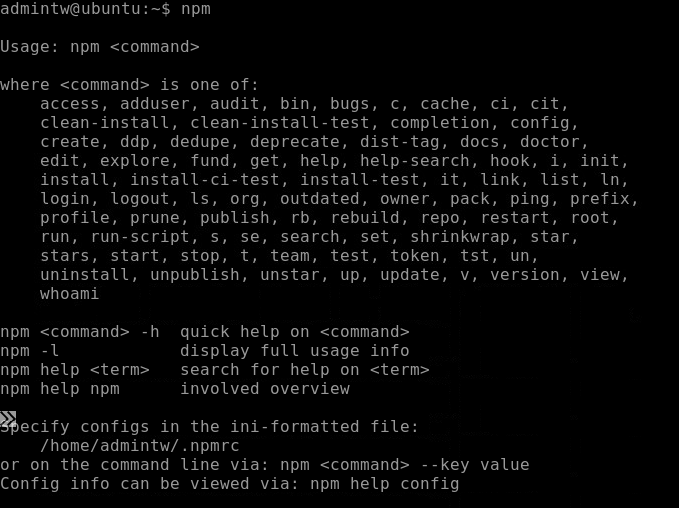 admintw@ubuntu:~$ npm
Usage: npm <command>
where <command> is one of:
    access, adduser, audit, bin, bugs, c, cache, ci, cit,
    clean-install, clean-install-test, completion, config,
    create, ddp, dedupe, deprecate, dist-tag, docs, doctor,
    edit, explore, fund, get, help, help-search, hook, i, init,
    install, install-ci-test, install-test, it, link, list, ln,
    login, logout, ls, org, outdated, owner, pack, ping, prefix,
    profile, prune, publish, rb, rebuild, repo, restart, root,
    run, run-script, s, se, search, set, shrinkwrap, star,
    stars, start, stop, t, team, test, token, tst, un,
    uninstall, unpublish, unstar, up, update, v, version, view,
    whoami
npm <command> -h  quick help on <command>
npm -l            display full usage info
npm help <term>   search for help on <term>
npm help npm      involved overview
Specify configs in the ini-formatted file:
    /home/admintw/.npmrc
or on the command line via: npm <command> --key value
Config info can be viewed via: npm help config